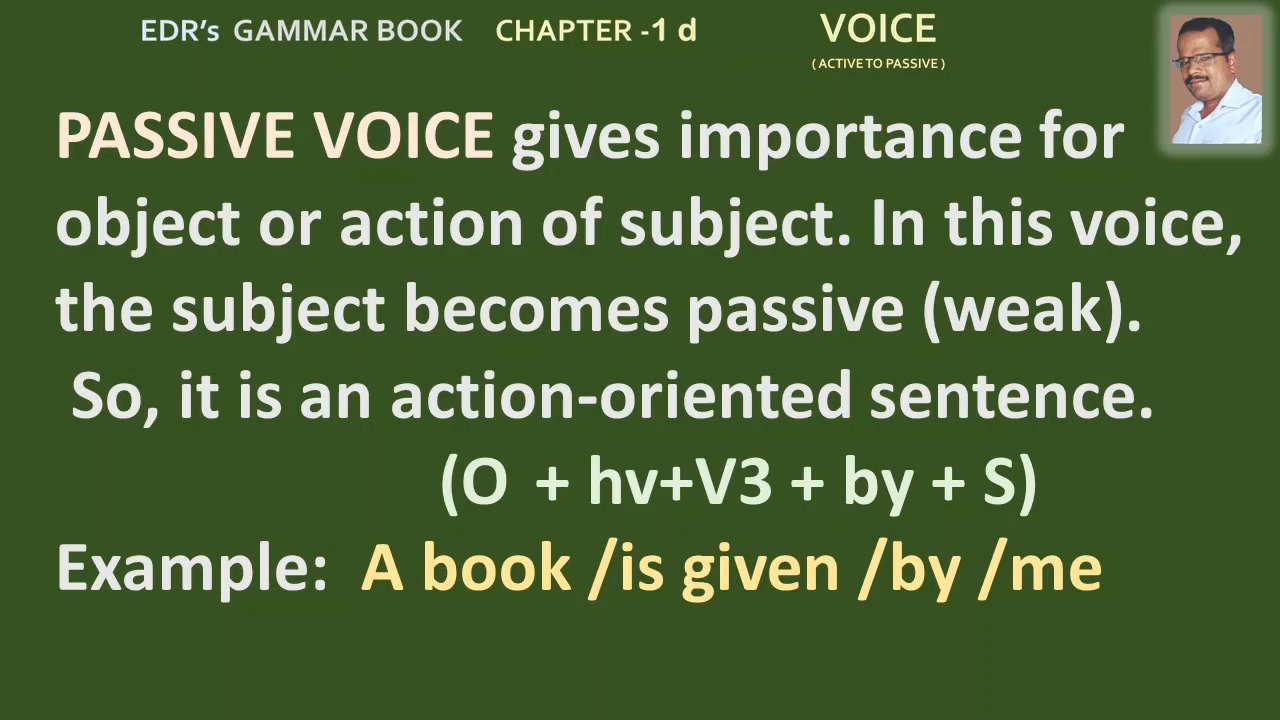 EDR's GAMMAR BOOK CHAPTER -1 d VOICE
( ACTIVE TO PASSIVE )
PASSIVE VOICE gives importance for
object or action of subject. In this voice,
the subject becomes passive (weak).
So, it is an action-oriented sentence.
(O + hv+V3 + by + S)
Example: A book /is given /by /me